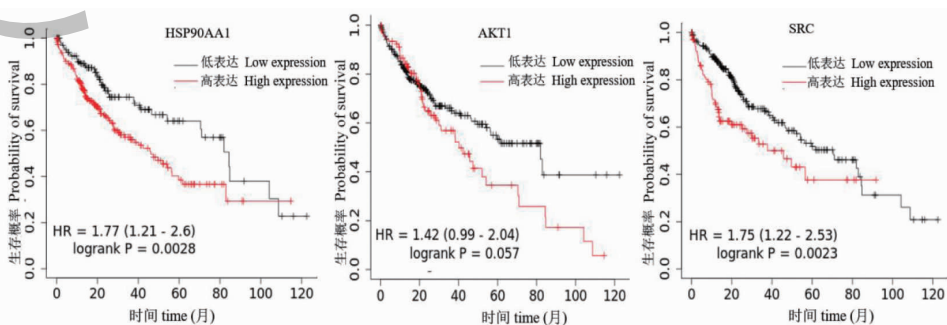 HSP90AA1
低表达 Low expression
高表达 High expression
生存概率 Probability of survival
0.0 0.2 0.4 0.6 0.8 1.0
HR = 1.77 (1.21 - 2.6)
logrank P = 0.0028
0 20 40 60 80 100 120
时间 time (月)
AKT1
低表达 Low expression
高表达 High expression
生存概率 Probability of survival
0.0 0.2 0.4 0.6 0.8 1.0
HR = 1.42 (0.99 - 2.04)
logrank P = 0.057
0 20 40 60 80 100 120
时间 time (月)
SRC
低表达 Low expression
高表达 High expression
生存概率 Probability of survival
0.0 0.2 0.4 0.6 0.8 1.0
HR = 1.75 (1.22 - 2.53)
logrank P = 0.0023
0 20 40 60 80 100 120
时间 time (月)